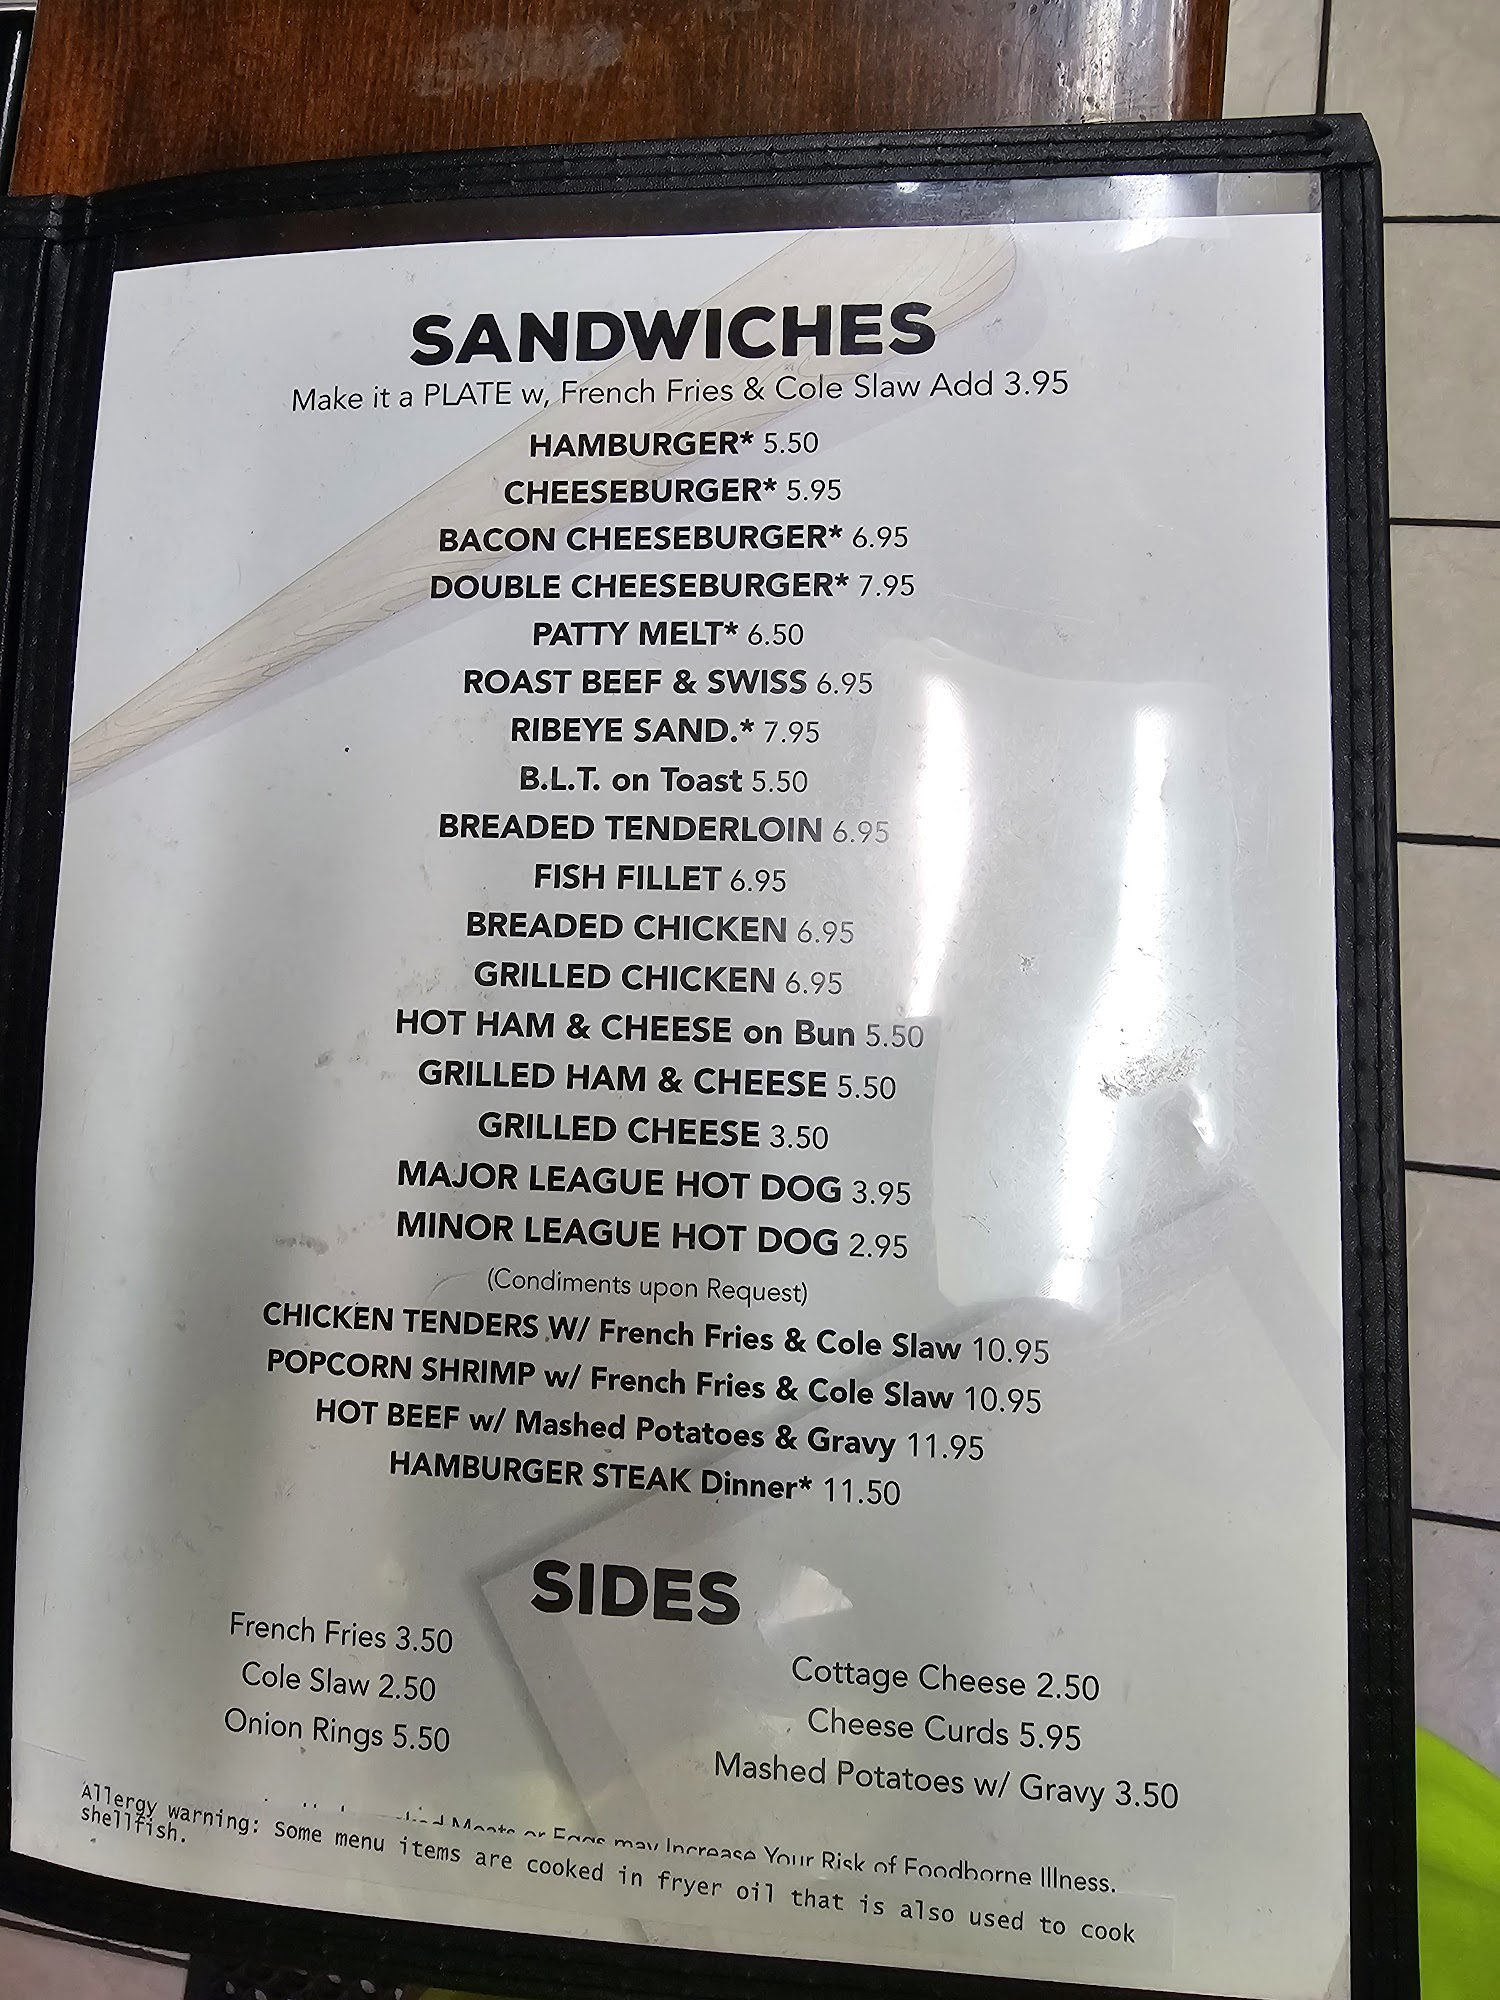 SANDWICHES
Make it a PLATE w, French Fries & Cole Slaw Add 3.95
HAMBURGER* 5.50
CHEESEBURGER* 5.95
BACON CHEESEBURGER* 6.95
DOUBLE CHEESEBURGER* 7.95
PATTY MELT* 6.50
ROAST BEEF & SWISS 6.95
RIBEYE SAND.* 7.95
B.L.T. on Toast 5.50
BREADED TENDERLOIN 6.95
FISH FILLET 6.95
BREADED CHICKEN 6.95
GRILLED CHICKEN 6.95
HOT HAM & CHEESE on Bun 5.50
GRILLED HAM & CHEESE 5.50
GRILLED CHEESE 3.50
MAJOR LEAGUE HOT DOG 3.95
MINOR LEAGUE HOT DOG 2.95
(Condiments upon Request)
CHICKEN TENDERS W/ French Fries & Cole Slaw 10.95
POPCORN SHRIMP w/ French Fries & Cole Slaw 10.95
HOT BEEF w/ Mashed Potatoes & Gravy 11.95
HAMBURGER STEAK Dinner* 11.50
SIDES
French Fries 3.50
Cole Slaw 2.50
Onion Rings 5.50
Cottage Cheese 2.50
Cheese Curds 5.95
Mashed Potatoes w/ Gravy 3.50
Meats or Eggs may Increase Your Risk of Foodborne Illness.
Allergy warning: Some menu items are cooked in fryer oil that is also used to cook
shellfish.